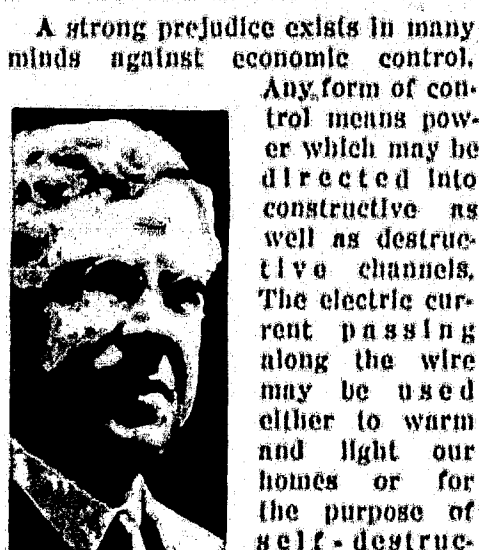 A strong prejudice exists in many
minds against economic control.
Any form of con-
trol means pow-
er which may be
directed into
constructive as
well as destruc-
tive channels.
The electric cur-
rent passing
along the wire
may be used
either to warm
and light our
homes or for
the purpose of
self-destruc-